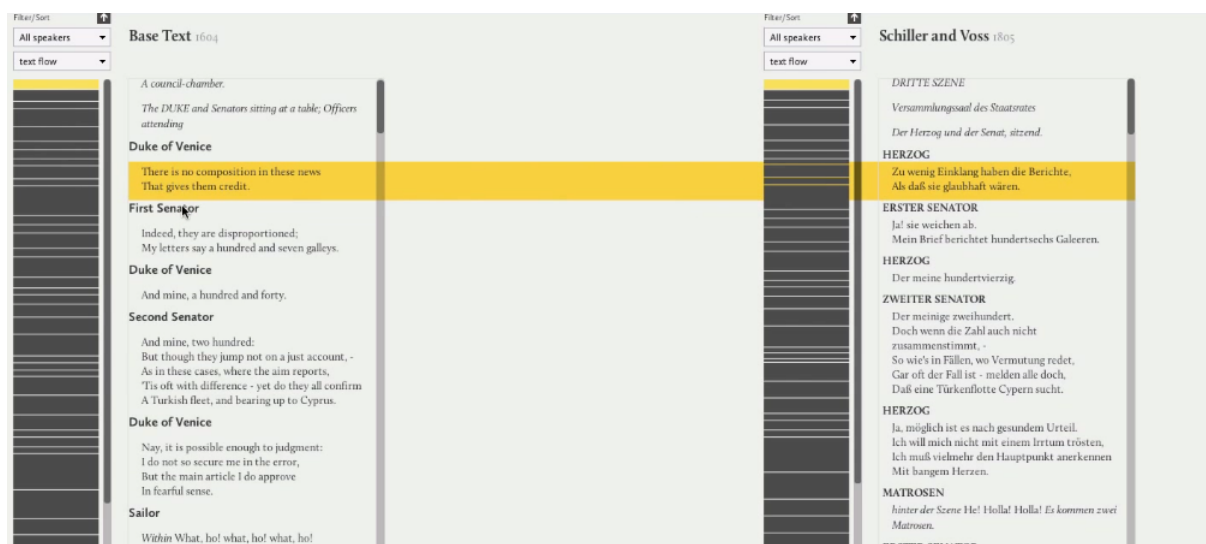 Filter/Sort
All speakers
text flow
Base Text 1604
A council-chamber.
The DUKE and Senators sitting at a table; Officers
attending
Duke of Venice
There is no composition in these news
That gives them credit.
First Senator
Indeed, they are disproportioned;
My letters say a hundred and seven galleys.
Duke of Venice
And mine, a hundred and forty.
Second Senator
And mine, two hundred:
But though they jump not on a just account, -
As in these cases, where the aim reports,
'Tis oft with difference - yet do they all confirm
A Turkish fleet, and bearing up to Cyprus.
Duke of Venice
Nay, it is possible enough to judgment:
I do not so secure me in the error,
But the main article I do approve
In fearful sense.
Sailor
Within What, ho! what, ho! what, ho!
Filter/Sort
All speakers
text flow
Schiller and Voss 1805
DRITTE SZENE
Versammlungssaal des Staatsrates
Der Herzog und der Senat, sitzend.
HERZOG
Zu wenig Einklang haben die Berichte,
Als daß sie glaubhaft wären.
ERSTER SENATOR
Ja! sie weichen ab.
Mein Brief berichtet hundertsechs Galeeren.
HERZOG
Der meine hundertvierzig.
ZWEITER SENATOR
Der meinige zweihundert.
Doch wenn die Zahl auch nicht
zusammenstimmt, -
So wie's in Fällen, wo Vermutung redet,
Gar oft der Fall ist - melden alle doch,
Daß eine Türkenflotte Cypern sucht.
HERZOG
Ja, möglich ist es nach gesundem Urteil.
Ich will mich nicht mit einem Irrtum trösten,
Ich muß vielmehr den Hauptpunkt anerkennen
Mit bangem Herzen.
MATROSEN
hinter der Szene He! Holla! Holla! Es kommen zwei
Matrosen.
ERSTER SENATOR